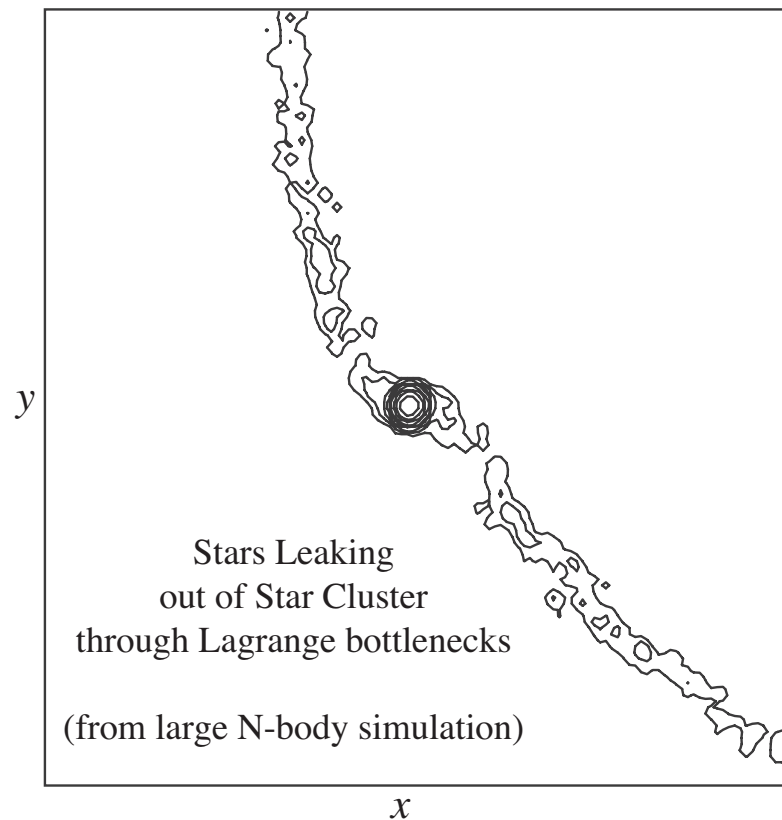 y
Stars Leaking
out of Star Cluster
through Lagrange bottlenecks
(from large N-body simulation)
x